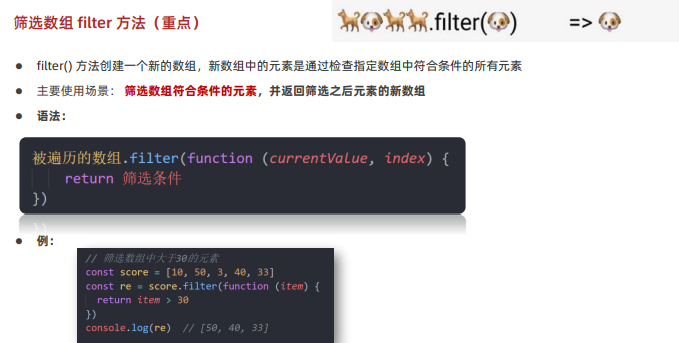 筛选数组 filter 方法（重点）
🐕🐶🐕🐕.filter(🐶) => 🐶
● filter() 方法创建一个新的数组，新数组中的元素是通过检查指定数组中符合条件的所有元素
● 主要使用场景： 筛选数组符合条件的元素，并返回筛选之后元素的新数组
● 语法：
被遍历的数组.filter(function (currentValue, index) {
return 筛选条件
})
● 例：
// 筛选数组中大于30的元素
const score = [10, 50, 3, 40, 33]
const re = score.filter(function (item) {
return item > 30
})
console.log(re) // [50, 40, 33]